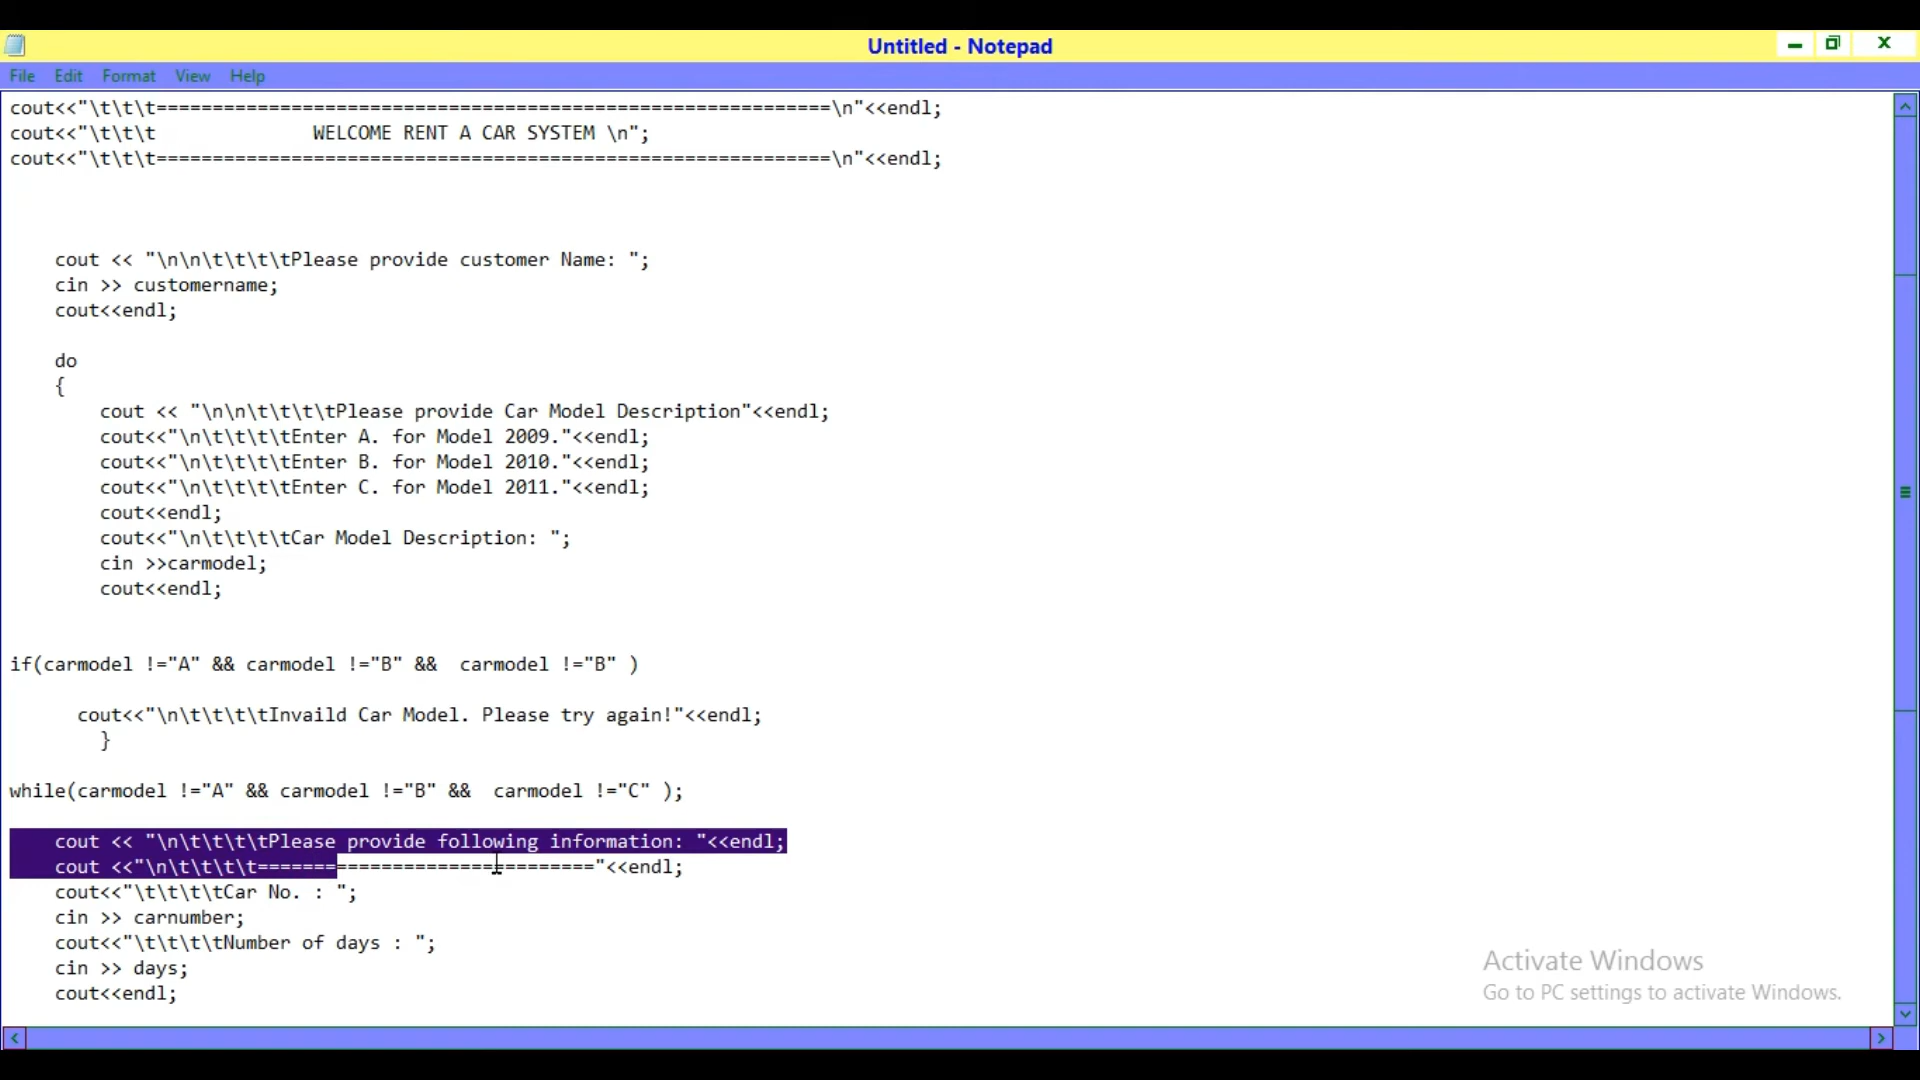 Untitled - Notepad
File Edit Format View Help
cout<<"\t\t\t============================================================\n"<<endl;
cout<<"\t\t\t              WELCOME RENT A CAR SYSTEM \n";
cout<<"\t\t\t============================================================\n"<<endl;
    cout << "\n\n\t\t\t\tPlease provide customer Name: ";
    cin >> customername;
    cout<<endl;
    do
    {
        cout << "\n\n\t\t\t\tPlease provide Car Model Description"<<endl;
        cout<<"\n\t\t\t\tEnter A. for Model 2009."<<endl;
        cout<<"\n\t\t\t\tEnter B. for Model 2010."<<endl;
        cout<<"\n\t\t\t\tEnter C. for Model 2011."<<endl;
        cout<<endl;
        cout<<"\n\t\t\t\tCar Model Description: ";
        cin >>carmodel;
        cout<<endl;
if(carmodel !="A" && carmodel !="B" &&  carmodel !="B" )
      cout<<"\n\t\t\t\tInvaild Car Model. Please try again!"<<endl;
        }
while(carmodel !="A" && carmodel !="B" &&  carmodel !="C" );
    cout << "\n\t\t\t\tPlease provide following information: "<<endl;
    cout <<"\n\t\t\t\t=============================="<<endl;
    cout<<"\t\t\t\tCar No. : ";
    cin >> carnumber;
    cout<<"\t\t\t\tNumber of days : ";
    cin >> days;
    cout<<endl;
Activate Windows
Go to PC settings to activate Windows.